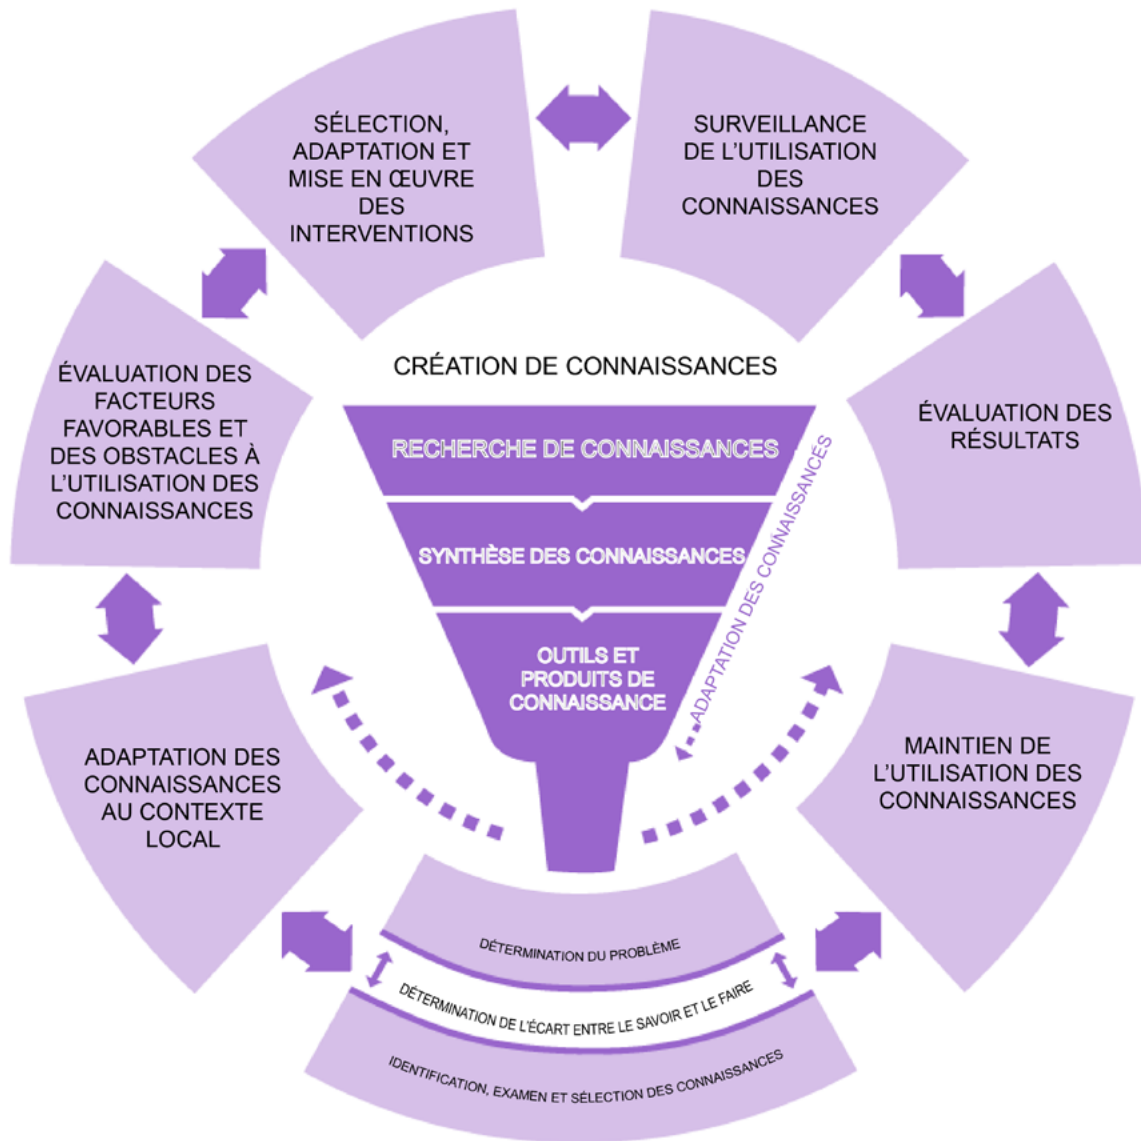 SÉLECTION,
ADAPTATION ET
MISE EN ŒUVRE
DES
INTERVENTIONS
SURVEILLANCE
DE L'UTILISATION
DES
CONNAISSANCES
ÉVALUATION DES
FACTEURS
FAVORABLES ET
DES OBSTACLES À
L'UTILISATION DES
CONNAISSANCES
CRÉATION DE CONNAISSANCES
RECHERCHE DE CONNAISSANCES
SYNTHÈSE DES CONNAISSANCES
OUTILS ET
PRODUITS DE
CONNAISSANCE
ADAPTATION DES CONNAISSANCES
ÉVALUATION DES
RÉSULTATS
ADAPTATION DES
CONNAISSANCES
AU CONTEXTE
LOCAL
MAINTIEN DE
L'UTILISATION DES
CONNAISSANCES
DÉTERMINATION DU PROBLÈME
DÉTERMINATION DE L'ÉCART ENTRE LE SAVOIR ET LE FAIRE
IDENTIFICATION, EXAMEN ET SÉLECTION DES CONNAISSANCES